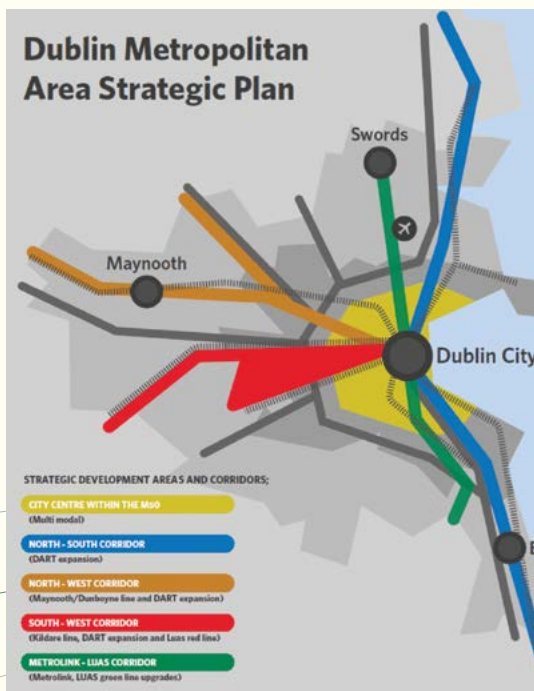 Dublin Metropolitan
Area Strategic Plan
Swords
Maynooth
Dublin City
STRATEGIC DEVELOPMENT AREAS AND CORRIDORS;
CITY CENTRE WITHIN THE M50
(Multi modal)
NORTH - SOUTH CORRIDOR
(DART expansion)
NORTH - WEST CORRIDOR
(Maynooth/Dunboyne line and DART expansion)
SOUTH - WEST CORRIDOR
(Kildare line, DART expansion and Luas red line)
METROLINK - LUAS CORRIDOR
(Metrolink, LUAS green line upgrades)